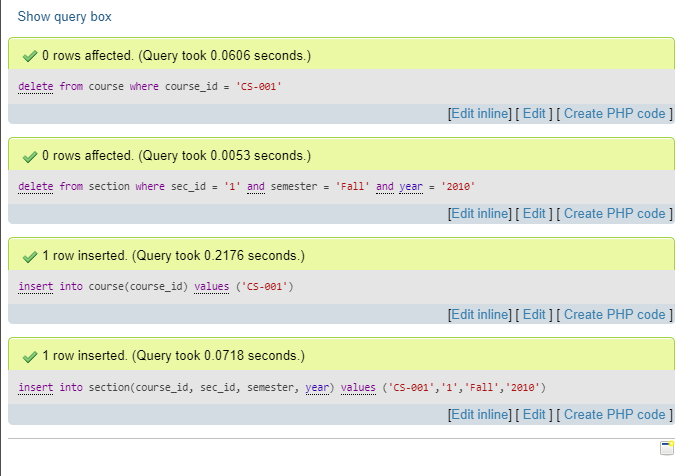 Show query box
0 rows affected. (Query took 0.0606 seconds.)
delete from course where course_id = 'CS-001'
[Edit inline] [ Edit ] [ Create PHP code ]
0 rows affected. (Query took 0.0053 seconds.)
delete from section where sec_id = '1' and semester = 'Fall' and year = '2010'
[Edit inline] [ Edit ] [ Create PHP code ]
1 row inserted. (Query took 0.2176 seconds.)
insert into course(course_id) values ('CS-001')
[Edit inline] [ Edit ] [ Create PHP code ]
1 row inserted. (Query took 0.0718 seconds.)
insert into section(course_id, sec_id, semester, year) values ('CS-001','1','Fall','2010')
[Edit inline] [ Edit ] [ Create PHP code ]